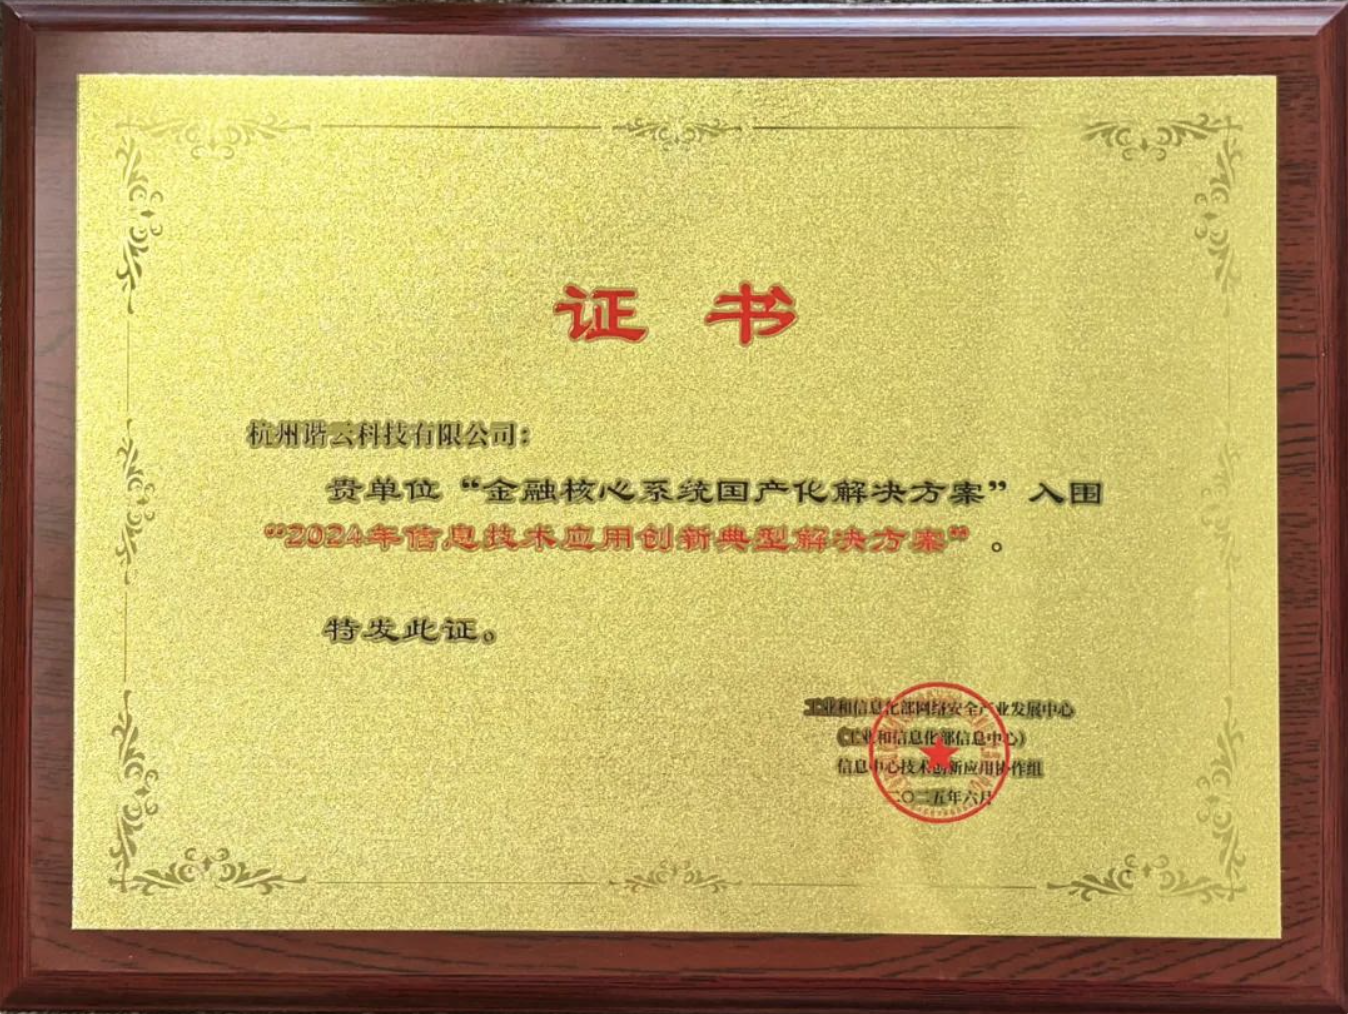 证 书
杭州谐云科技有限公司：
贵单位“金融核心系统国产化解决方案”入围
“2024年信息技术应用创新典型解决方案”。
特发此证。
工业和信息化部网络安全产业发展中心
（工业和信息化部信息中心）
信息中心技术创新应用协作组
二〇二五年六月